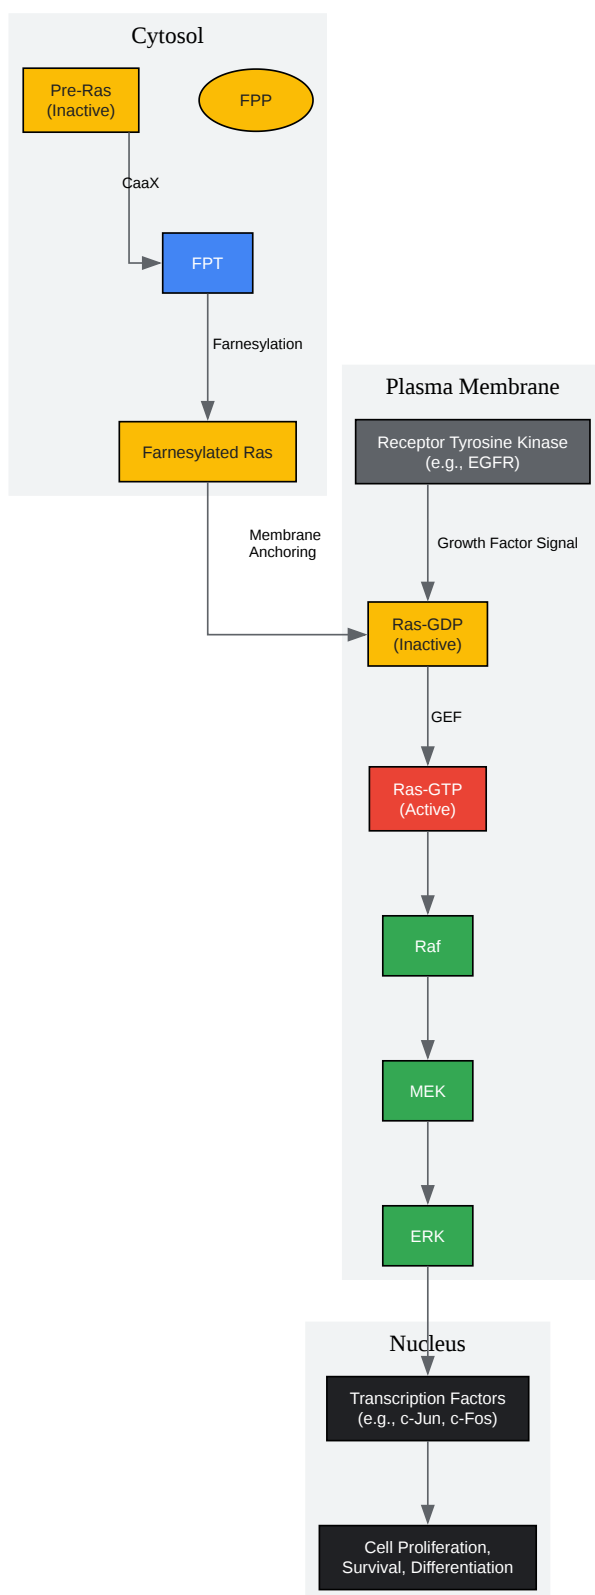 Cytosol
Pre-Ras
(Inactive)
FPP
CaaX
FPT
Farnesylation
Farnesylated Ras
Plasma Membrane
Receptor Tyrosine Kinase
(e.g., EGFR)
Membrane
Anchoring
Growth Factor Signal
Ras-GDP
(Inactive)
GEF
Ras-GTP
(Active)
Raf
MEK
ERK
Nucleus
Transcription Factors
(e.g., c-Jun, c-Fos)
Cell Proliferation,
Survival, Differentiation